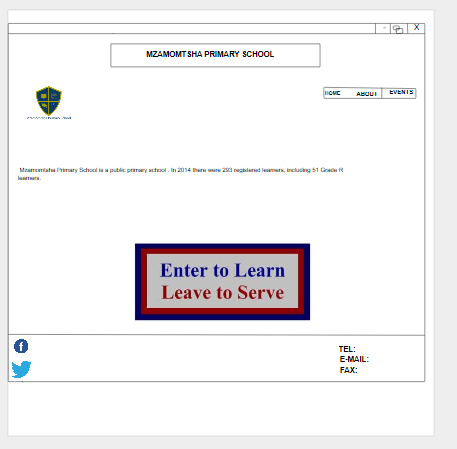 X
MZAMOMTSHA PRIMARY SCHOOL
HOME ABOUT EVENTS
Mzamomtsha Primary School is a public primary school . In 2014 there were 293 registered learners, including 51 Grade R
learners.
Enter to Learn
Leave to Serve
f
TEL:
E-MAIL:
FAX: